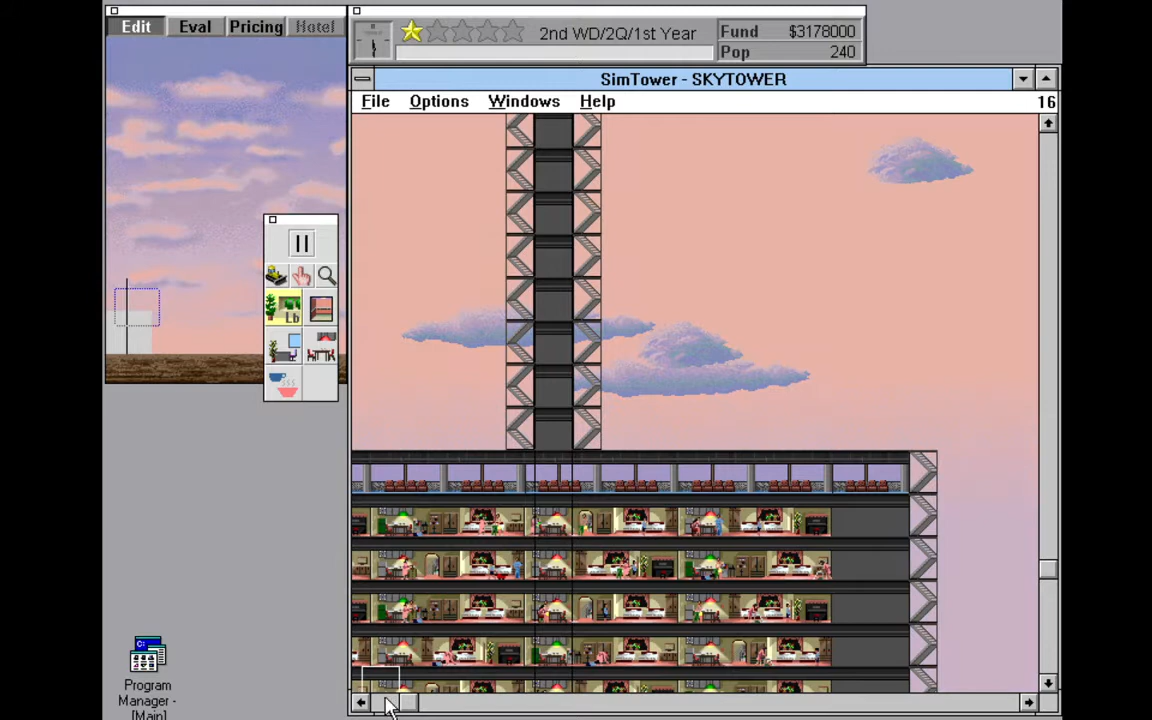 Edit Eval Pricing Hotel
2nd WD/2Q/1st Year
Fund $3178000
Pop 240
SimTower - SKYTOWER
File Options Windows Help 16
Lb
C:\
Program
Manager -
[Main]